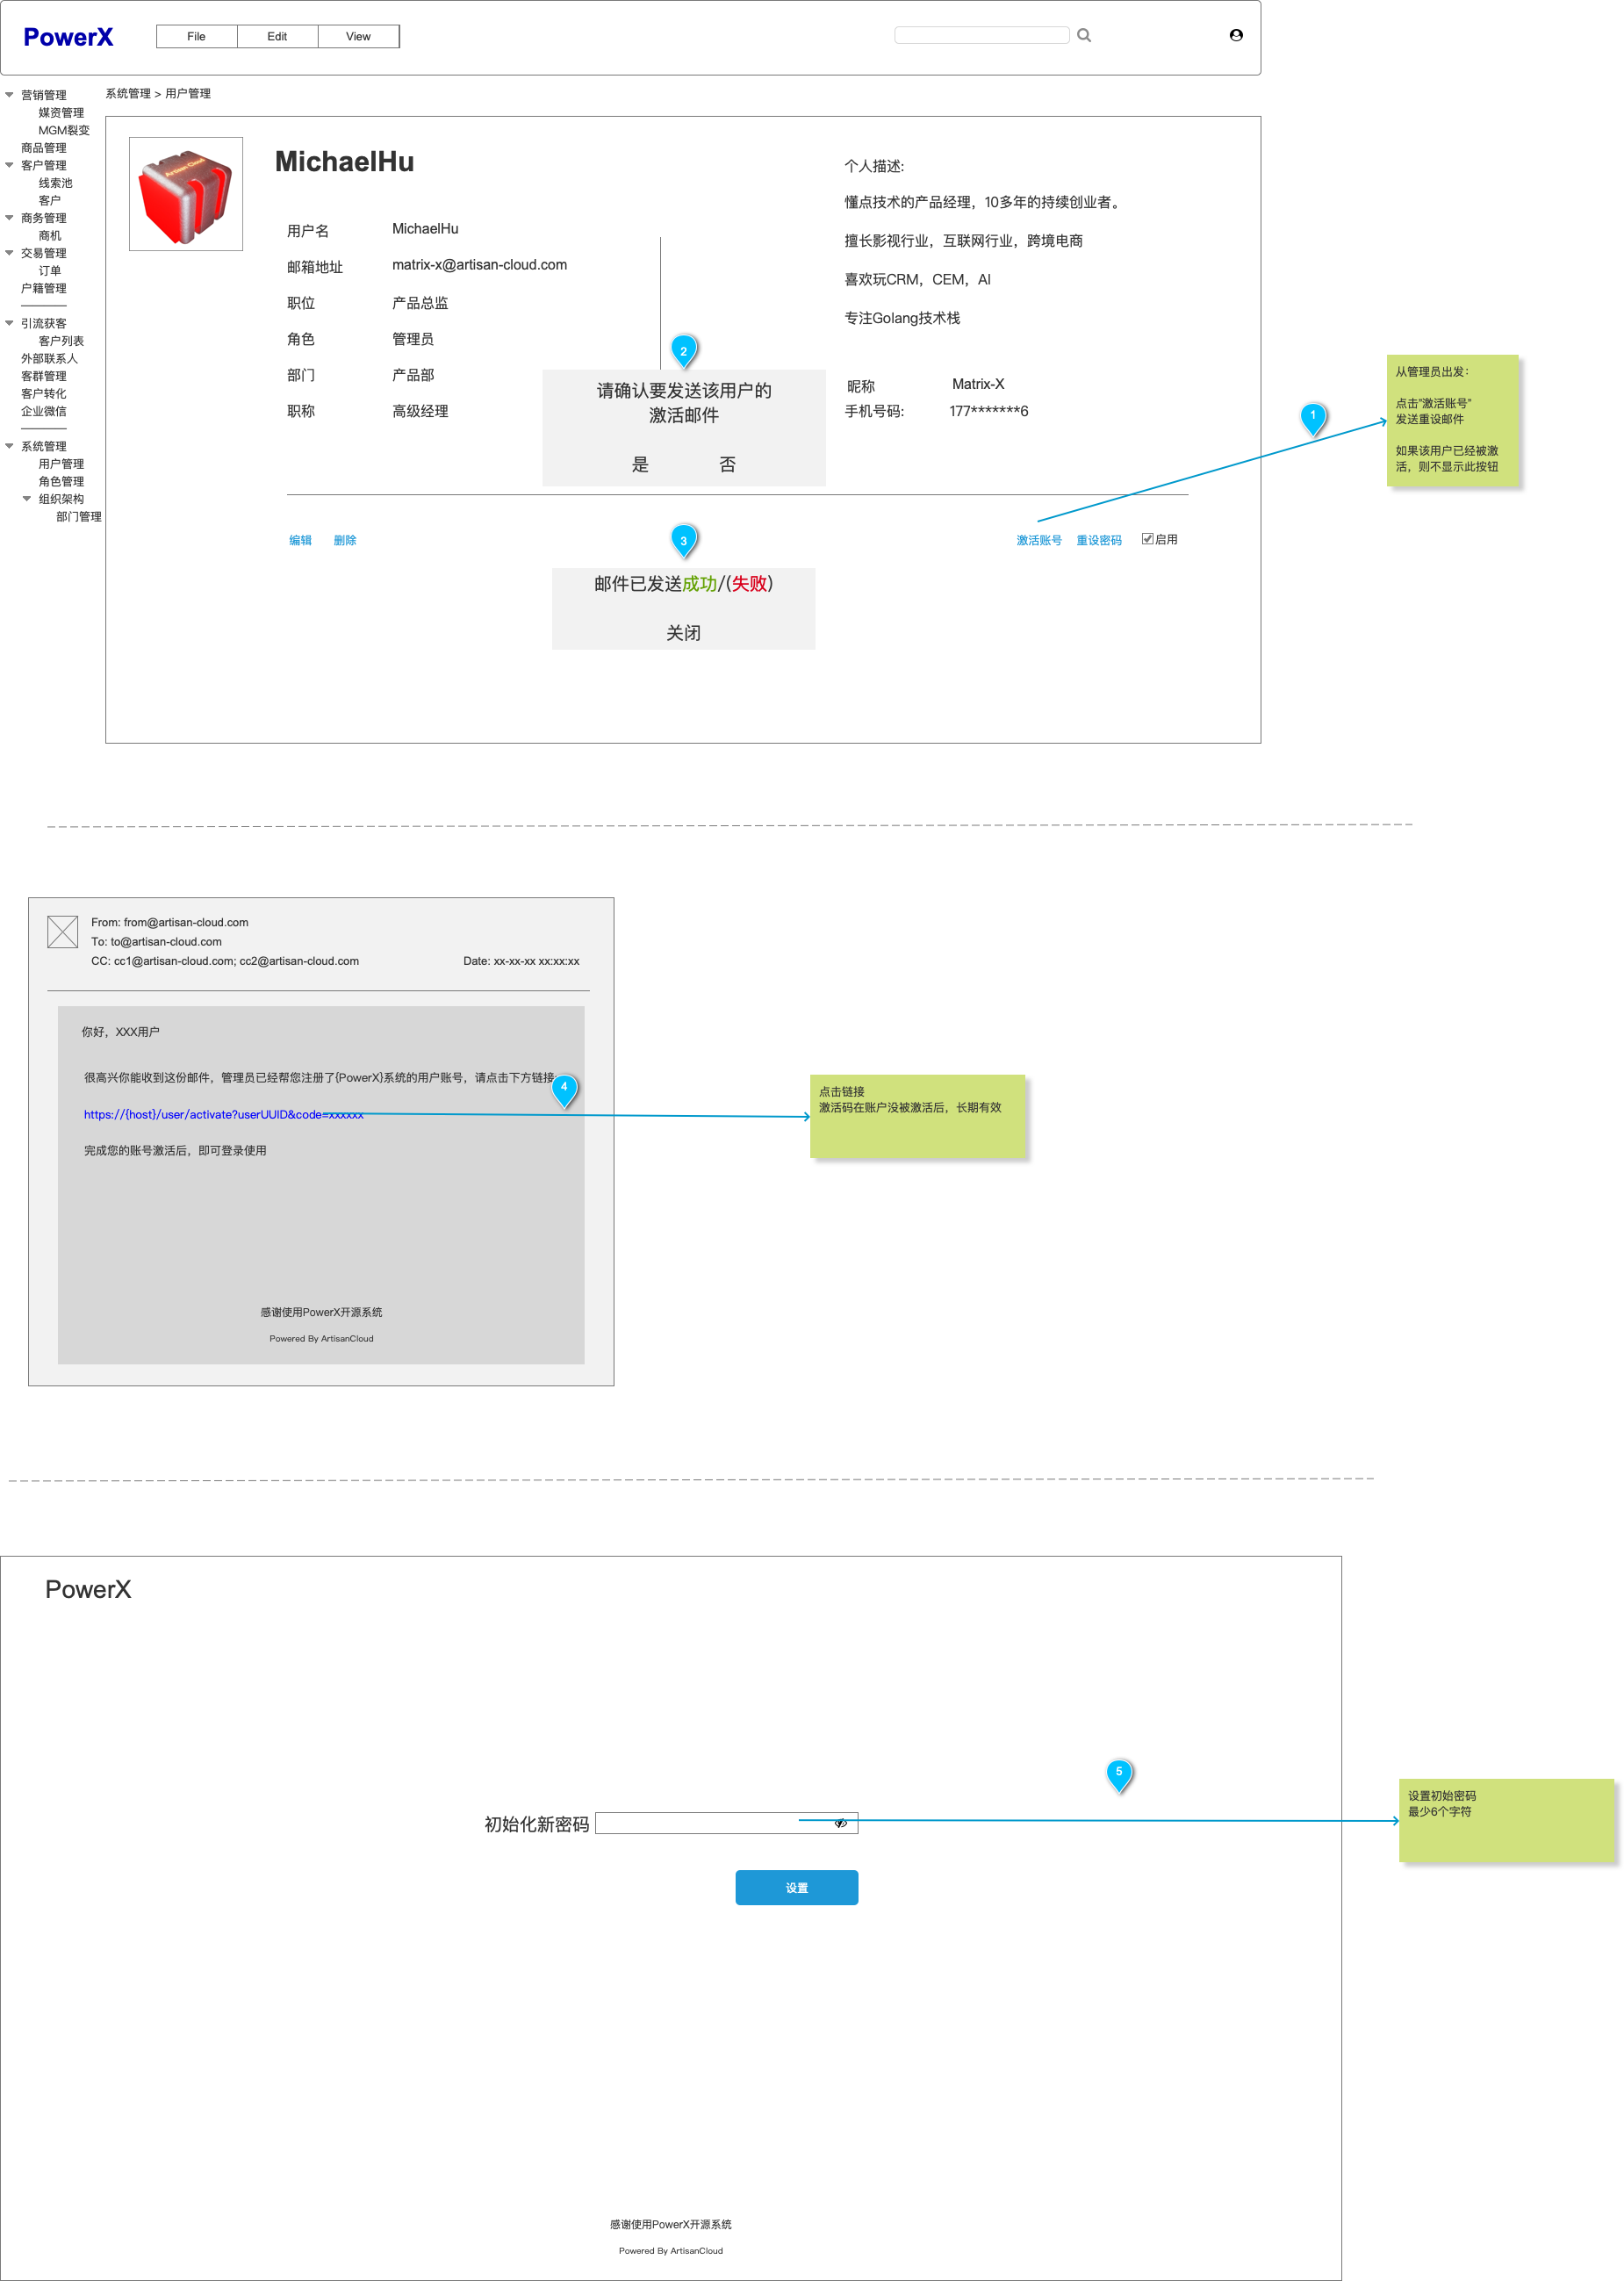 PowerX
File
Edit
View
系统管理 > 用户管理
营销管理
媒资管理
MGM裂变
商品管理
客户管理
线索池
客户
商务管理
商机
交易管理
订单
户籍管理
引流获客
客户列表
外部联系人
客群管理
客户转化
企业微信
系统管理
用户管理
角色管理
组织架构
部门管理
Artisan Cloud
MichaelHu
用户名 MichaelHu
邮箱地址 matrix-x@artisan-cloud.com
职位 产品总监
角色 管理员
部门 产品部
职称 高级经理
个人描述:
懂点技术的产品经理，10多年的持续创业者。
擅长影视行业，互联网行业，跨境电商
喜欢玩CRM，CEM，AI
专注Golang技术栈
昵称 Matrix-X
手机号码: 177*******6
2
请确认要发送该用户的
激活邮件
是 否
1
从管理员出发：
点击"激活账号"
发送重设邮件
如果该用户已经被激
活，则不显示此按钮
编辑 删除
激活账号 重设密码 启用
3
邮件已发送成功/(失败)
关闭
From: from@artisan-cloud.com
To: to@artisan-cloud.com
CC: cc1@artisan-cloud.com; cc2@artisan-cloud.com
Date: xx-xx-xx xx:xx:xx
你好，XXX用户
很高兴你能收到这份邮件，管理员已经帮您注册了{PowerX}系统的用户账号，请点击下方链接:
4
https://{host}/user/activate?userUUID&code=xxxxxx
完成您的账号激活后，即可登录使用
感谢使用PowerX开源系统
Powered By ArtisanCloud
点击链接
激活码在账户没被激活后，长期有效
PowerX
5
初始化新密码
设置
设置初始密码
最少6个字符
感谢使用PowerX开源系统
Powered By ArtisanCloud